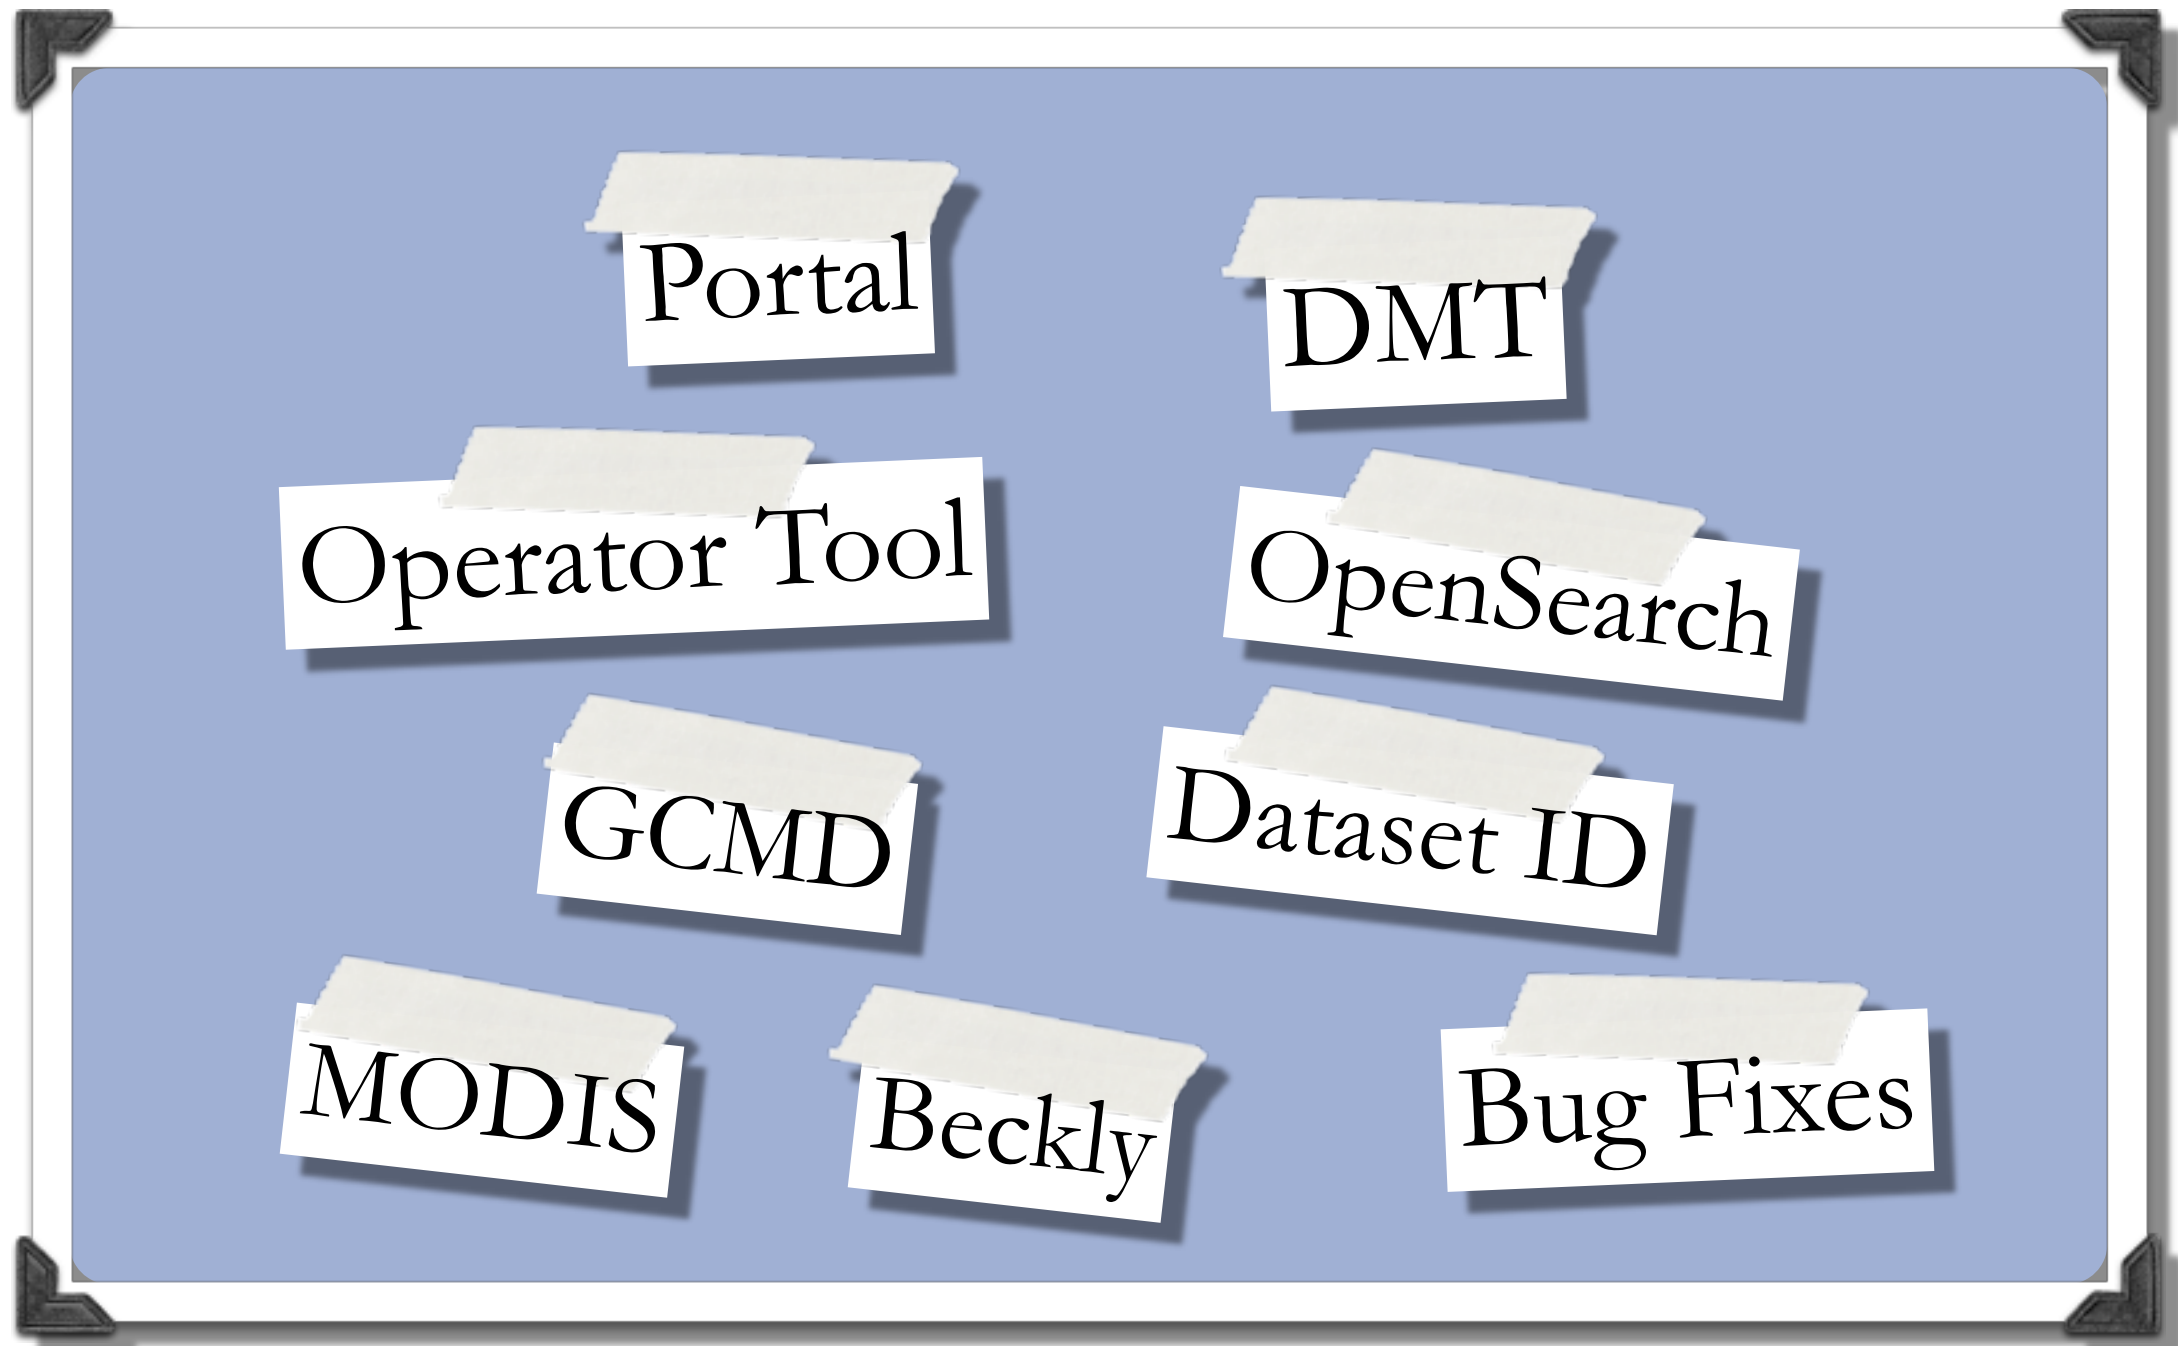 Portal
DMT
Operator Tool
OpenSearch
GCMD
Dataset ID
MODIS
Beckly
Bug Fixes